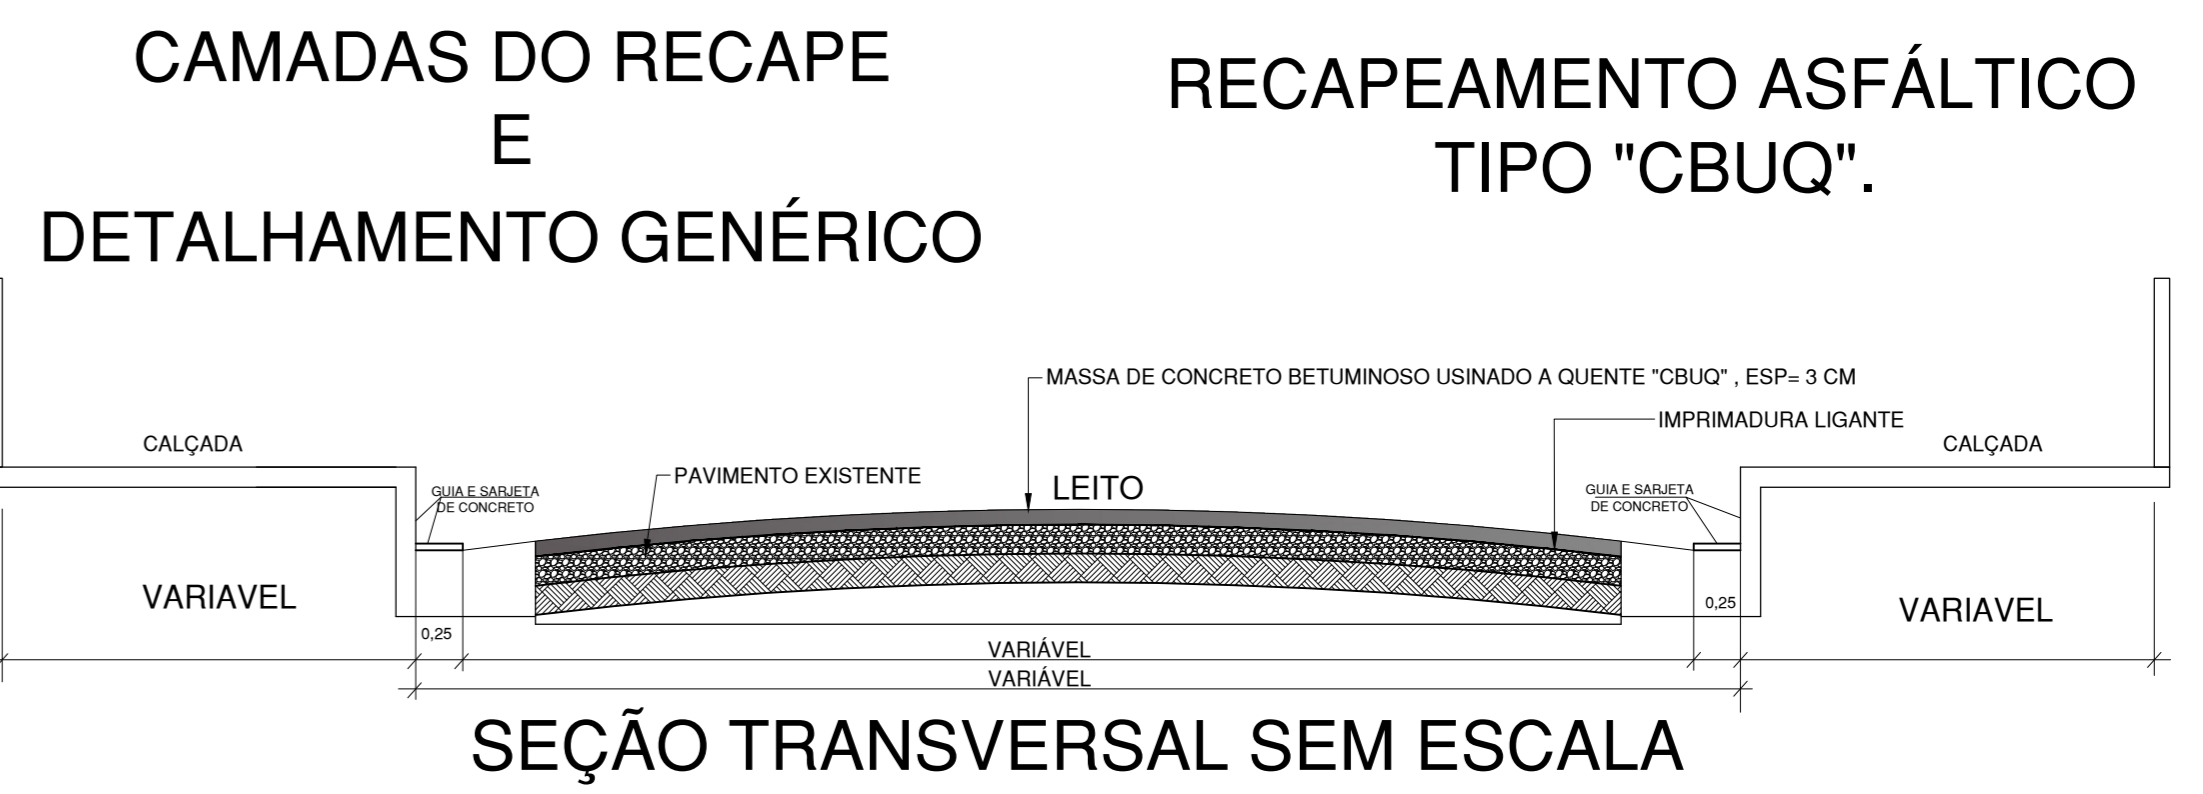 CAMADAS DO RECAPE
E
DETALHAMENTO GENÉRICO
RECAPEAMENTO ASFÁLTICO
TIPO "CBUQ".
MASSA DE CONCRETO BETUMINOSO USINADO A QUENTE "CBUQ" , ESP= 3 CM
IMPRIMADURA LIGANTE
CALÇADA
CALÇADA
PAVIMENTO EXISTENTE
LEITO
GUIA E SARJETA
DE CONCRETO
GUIA E SARJETA
DE CONCRETO
VARIAVEL
VARIAVEL
0,25
0,25
VARIÁVEL
VARIÁVEL
SEÇÃO TRANSVERSAL SEM ESCALA